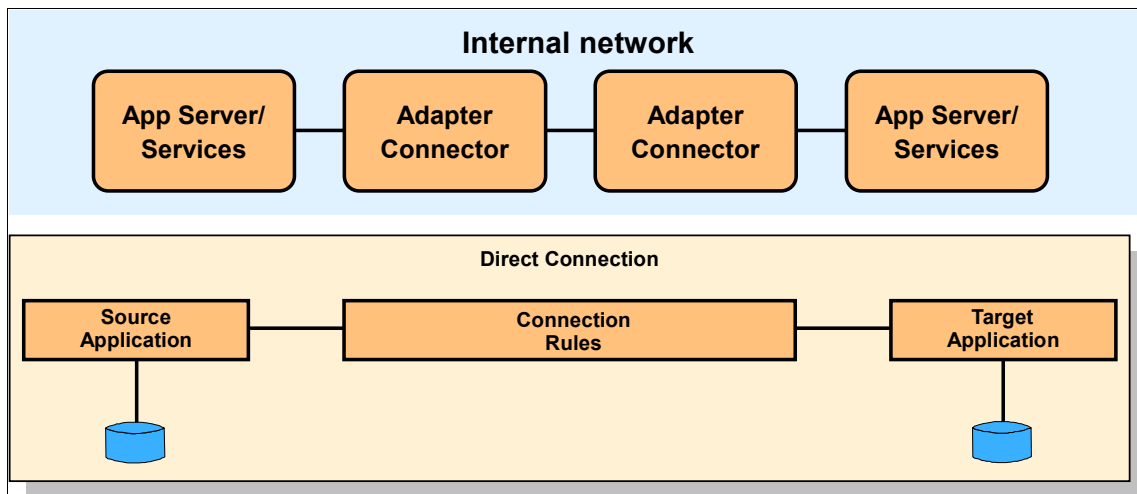 Internal network
App Server/
Services
Adapter
Connector
Adapter
Connector
App Server/
Services
Direct Connection
Source
Application
Connection
Rules
Target
Application